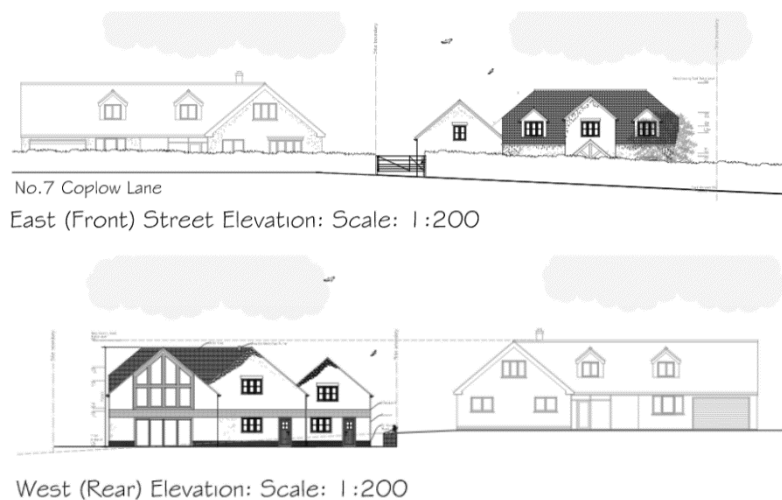 No.7 Coplow Lane
East (Front) Street Elevation: Scale: 1:200
West (Rear) Elevation: Scale: 1:200